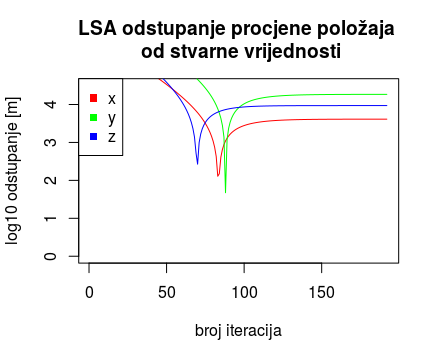 LSA odstupanje procjene položaja
od stvarne vrijednosti
log10 odstupanje [m]
x
y
z
4
3
2
1
0
0 50 100 150
broj iteracija